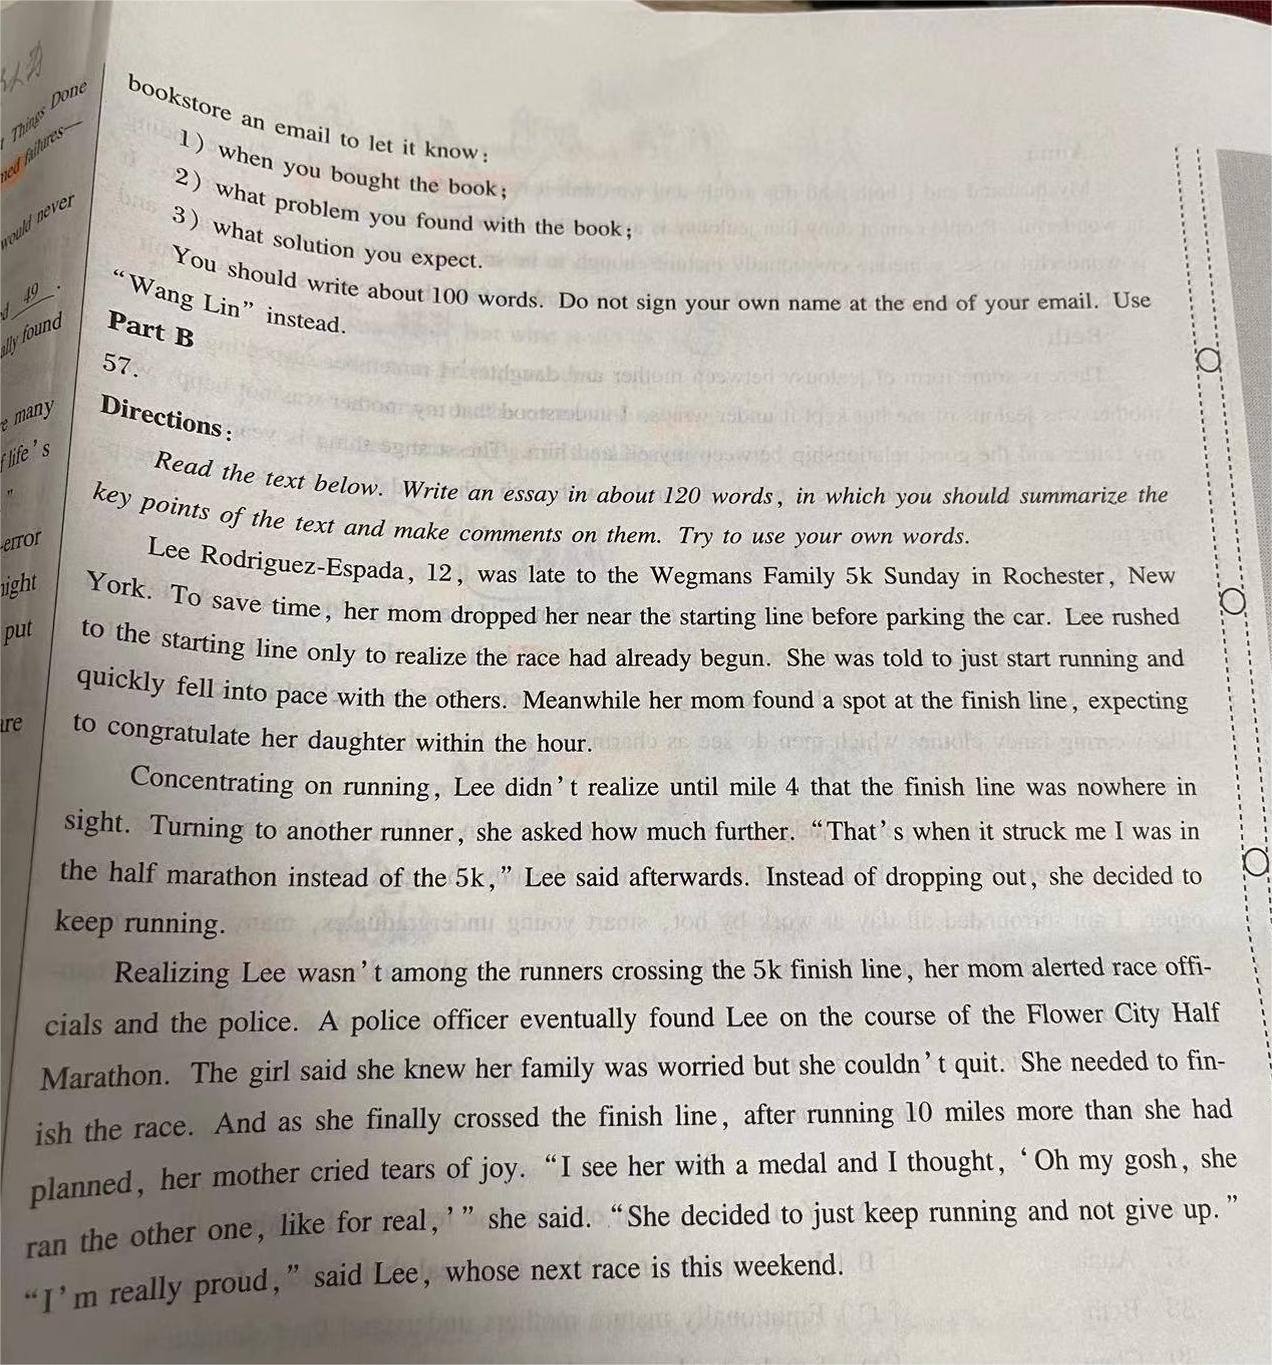 bookstore an email to let it know:
1) when you bought the book;
2) what problem you found with the book;
3) what solution you expect.
You should write about 100 words. Do not sign your own name at the end of your email. Use
“Wang Lin” instead.
Part B
57.
Directions:
Read the text below. Write an essay in about 120 words, in which you should summarize the
key points of the text and make comments on them. Try to use your own words.
Lee Rodriguez-Espada, 12, was late to the Wegmans Family 5k Sunday in Rochester, New
York. To save time, her mom dropped her near the starting line before parking the car. Lee rushed
to the starting line only to realize the race had already begun. She was told to just start running and
quickly fell into pace with the others. Meanwhile her mom found a spot at the finish line, expecting
to congratulate her daughter within the hour.
Concentrating on running, Lee didn’t realize until mile 4 that the finish line was nowhere in
sight. Turning to another runner, she asked how much further. “That’s when it struck me I was in
the half marathon instead of the 5k,” Lee said afterwards. Instead of dropping out, she decided to
keep running.
Realizing Lee wasn’t among the runners crossing the 5k finish line, her mom alerted race offi-
cials and the police. A police officer eventually found Lee on the course of the Flower City Half
Marathon. The girl said she knew her family was worried but she couldn’t quit. She needed to fin-
ish the race. And as she finally crossed the finish line, after running 10 miles more than she had
planned, her mother cried tears of joy. “I see her with a medal and I thought, ‘Oh my gosh, she
ran the other one, like for real,’” she said. “She decided to just keep running and not give up.”
“I’m really proud,” said Lee, whose next race is this weekend.
Things Done
failures—
would never
49.
ally found
many
life’s
”
error
ight
put